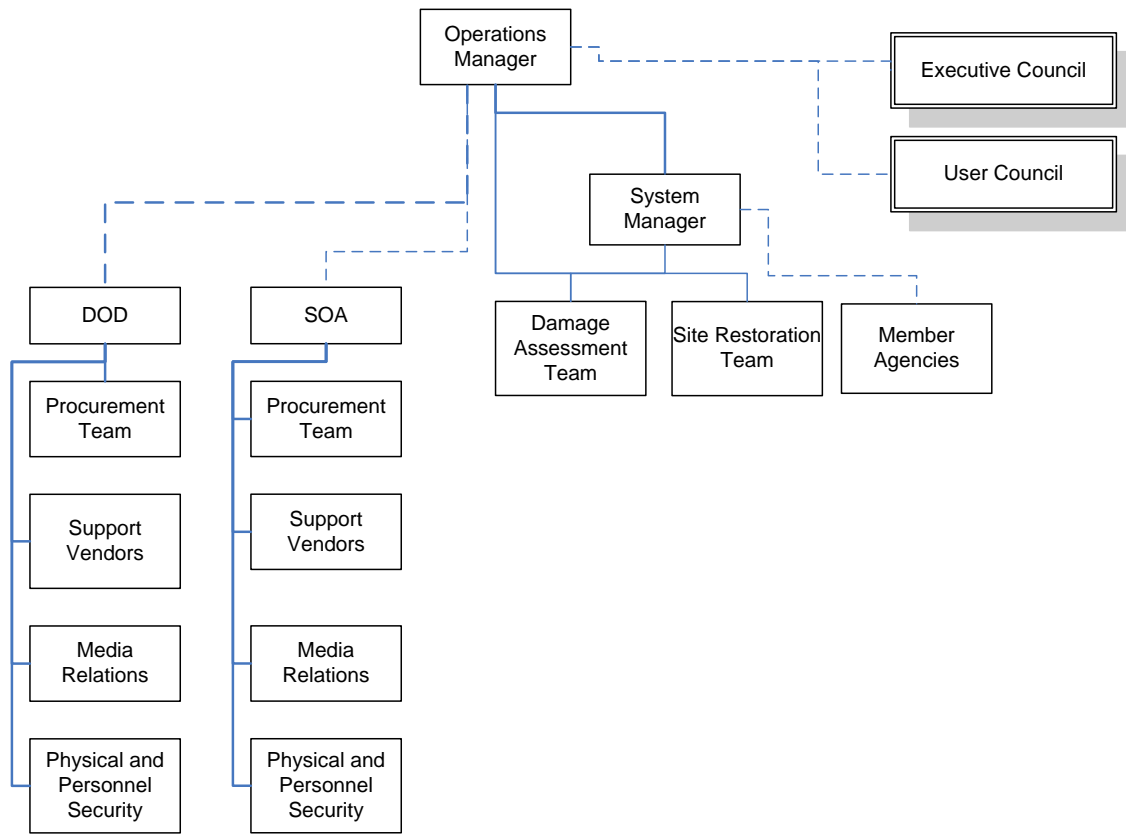 Operations
Manager
Executive Council
User Council
System
Manager
DOD
SOA
Damage
Assessment
Team
Site Restoration
Team
Member
Agencies
Procurement
Team
Support
Vendors
Media
Relations
Physical and
Personnel
Security
Procurement
Team
Support
Vendors
Media
Relations
Physical and
Personnel
Security